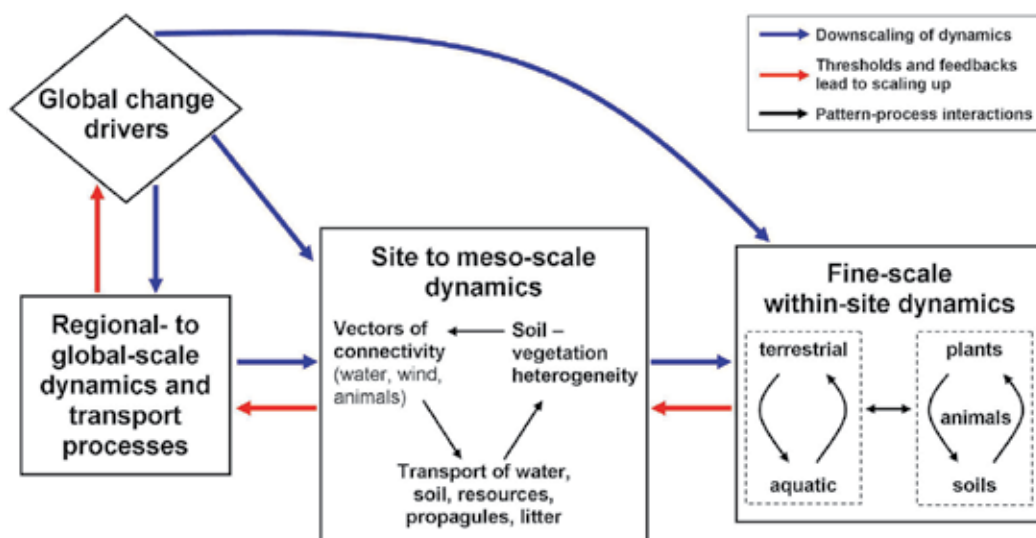 Global change
drivers
Downscaling of dynamics
Thresholds and feedbacks
lead to scaling up
Pattern-process interactions
Regional- to
global-scale
dynamics and
transport
processes
Site to meso-scale
dynamics
Vectors of
connectivity
(water, wind,
animals)
Soil –
vegetation
heterogeneity
Transport of water,
soil, resources,
propagules, litter
Fine-scale
within-site dynamics
terrestrial
aquatic
plants
animals
soils